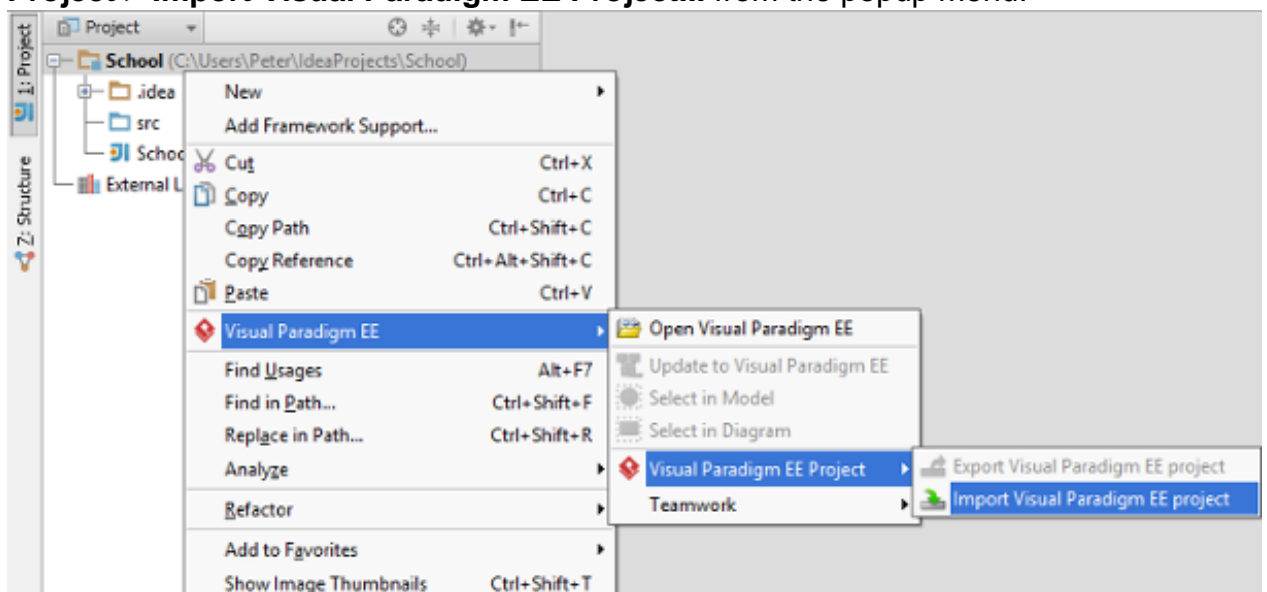 Project > Import Visual Paradigm EE Project... from the popup menu.
1: Project
Project
School (C:\Users\Peter\IdeaProjects\School)
.idea
src
Schoo
External L
Z: Structure
New
Add Framework Support...
Cut Ctrl+X
Copy Ctrl+C
Copy Path Ctrl+Shift+C
Copy Reference Ctrl+Alt+Shift+C
Paste Ctrl+V
Visual Paradigm EE
Find Usages Alt+F7
Find in Path... Ctrl+Shift+F
Replace in Path... Ctrl+Shift+R
Analyze
Refactor
Add to Favorites
Show Image Thumbnails Ctrl+Shift+T
Open Visual Paradigm EE
Update to Visual Paradigm EE
Select in Model
Select in Diagram
Visual Paradigm EE Project
Teamwork
Export Visual Paradigm EE project
Import Visual Paradigm EE project